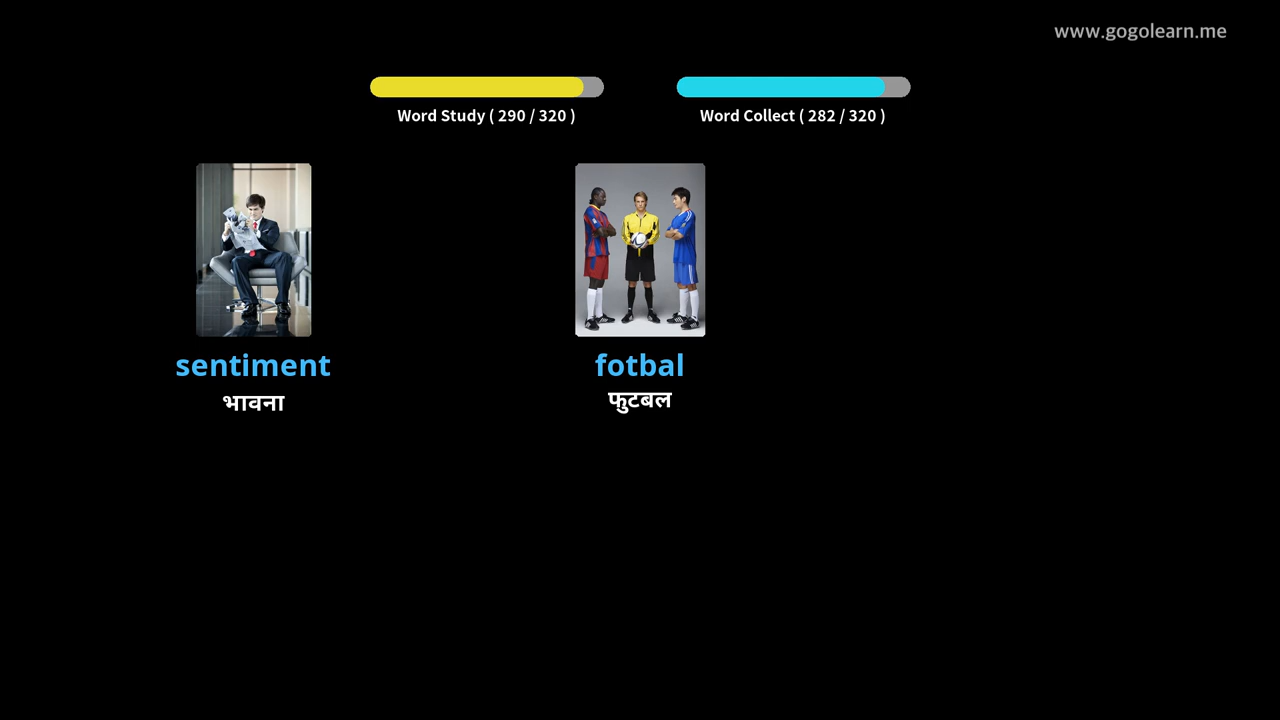 www.gogolearn.me
Word Study ( 290 / 320 )
Word Collect ( 282 / 320 )
sentiment
भावना
fotbal
फुटबल